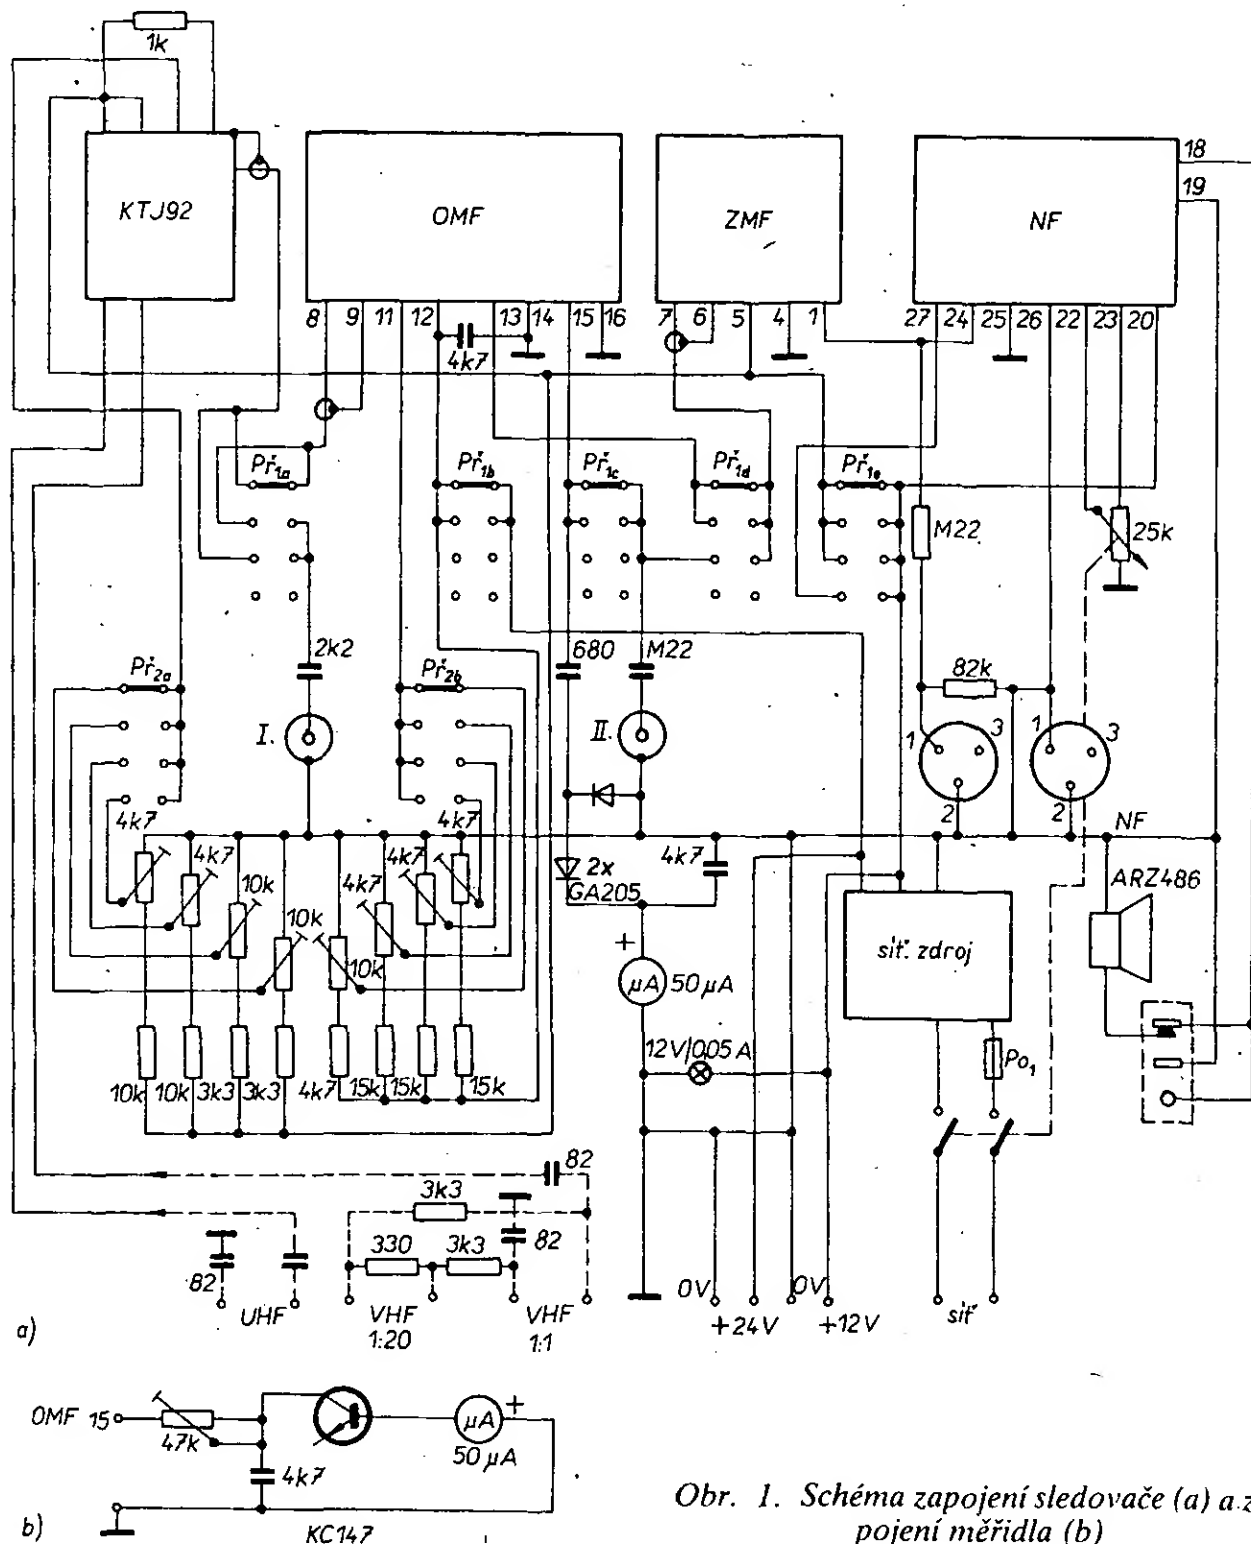 1k
KTJ92
OMF
ZMF
NF
18
19
8 9 11 12 13 14 15 16
7 6 5 4 1
27 24 25 26 22 23 20
4k7
Př1a
Př1b
Př1c
Př1d
Př1e
M22
25k
2k2
680
M22
82k
Př2a
Př2b
I.
II.
1 3
2
1 3
2
4k7
4k7
10k
10k
4k7
4k7
4k7
10k
4k7
2x
GA205
NF
ARZ486
síť. zdroj
+
µA
50 µA
12V/0,05 A
Po1
10k
10k
3k3
3k3
4k7
15k
15k
15k
82
3k3
82
330
3k3
82
UHF
VHF
1:20
VHF
1:1
0V
+24V
0V
+12V
síť
a)
OMF 15
47k
4k7
KC147
µA
+
50 µA
b)
Obr. 1. Schéma zapojení sledovače (a) a z
pojení měřidla (b)